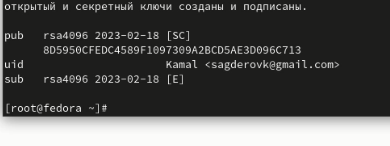 открытый и секретный ключи созданы и подписаны.
pub rsa4096 2023-02-18 [SC]
8D5950CFEDC4589F1097309A2BCD5AE3D096C713
uid Kamal <sagderovk@gmail.com>
sub rsa4096 2023-02-18 [E]
[root@fedora ~]#